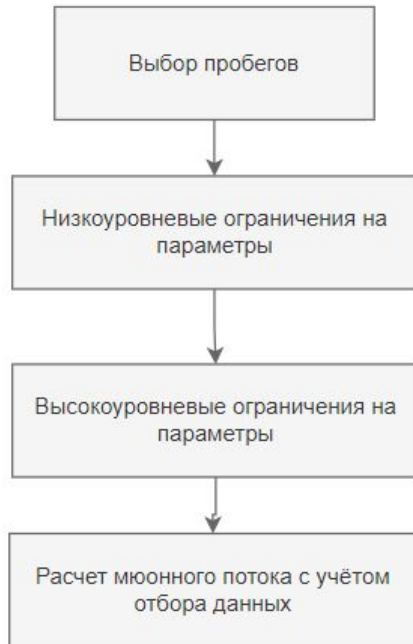 Выбор пробегов
Низкоуровневые ограничения на
параметры
Высокоуровневые ограничения на
параметры
Расчет мюонного потока с учётом
отбора данных